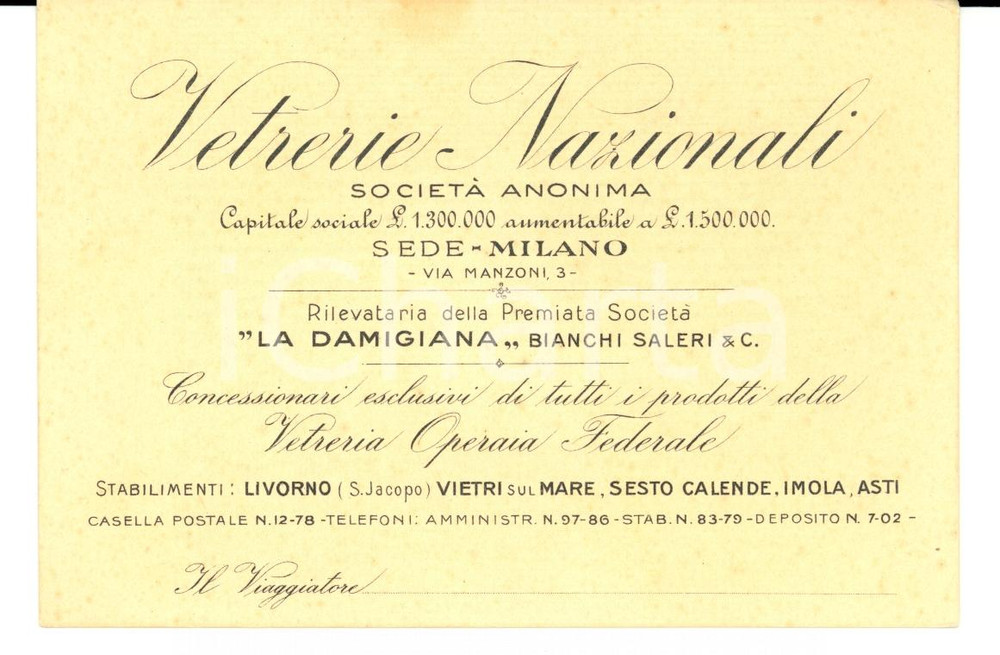 Vetrerie Nazionali
SOCIETÀ ANONIMA
Capitale sociale £. 1.300.000 aumentabile a £. 1.500.000.
SEDE - MILANO
- VIA MANZONI, 3 -
Rilevataria della Premiata Società
"LA DAMIGIANA„ BIANCHI SALERI & C.
Concessionari esclusivi di tutti i prodotti della
Vetreria Operaia Federale
STABILIMENTI: LIVORNO (S. Jacopo) VIETRI SUL MARE, SESTO CALENDE, IMOLA, ASTI
CASELLA POSTALE N. 12-78 - TELEFONI: AMMINISTR. N. 97-86 - STAB. N. 83-79 - DEPOSITO N. 7-02 -
Il Viaggiatore
iCharta